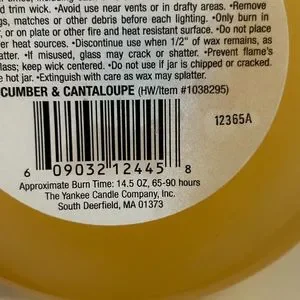 d trim wick. •Avoid use near vents or in drafty areas. •Remove
gs, matches or other debris before each lighting. •Only burn in
r, or on plate or other fire and heat resistant surface. •Do not place
er heat sources. •Discontinue use when 1/2" of wax remains, as
atter. •If misused, glass may crack or shatter. •Prevent flame's
lass; keep wick centered. •Do not use if jar is chipped or cracked.
e hot jar. •Extinguish with care as wax may splatter.
CUMBER & CANTALOUPE (HW/Item #1038295)
12365A
6 09032 12445 8
Approximate Burn Time: 14.5 OZ, 65-90 hours
The Yankee Candle Company, Inc.
South Deerfield, MA 01373